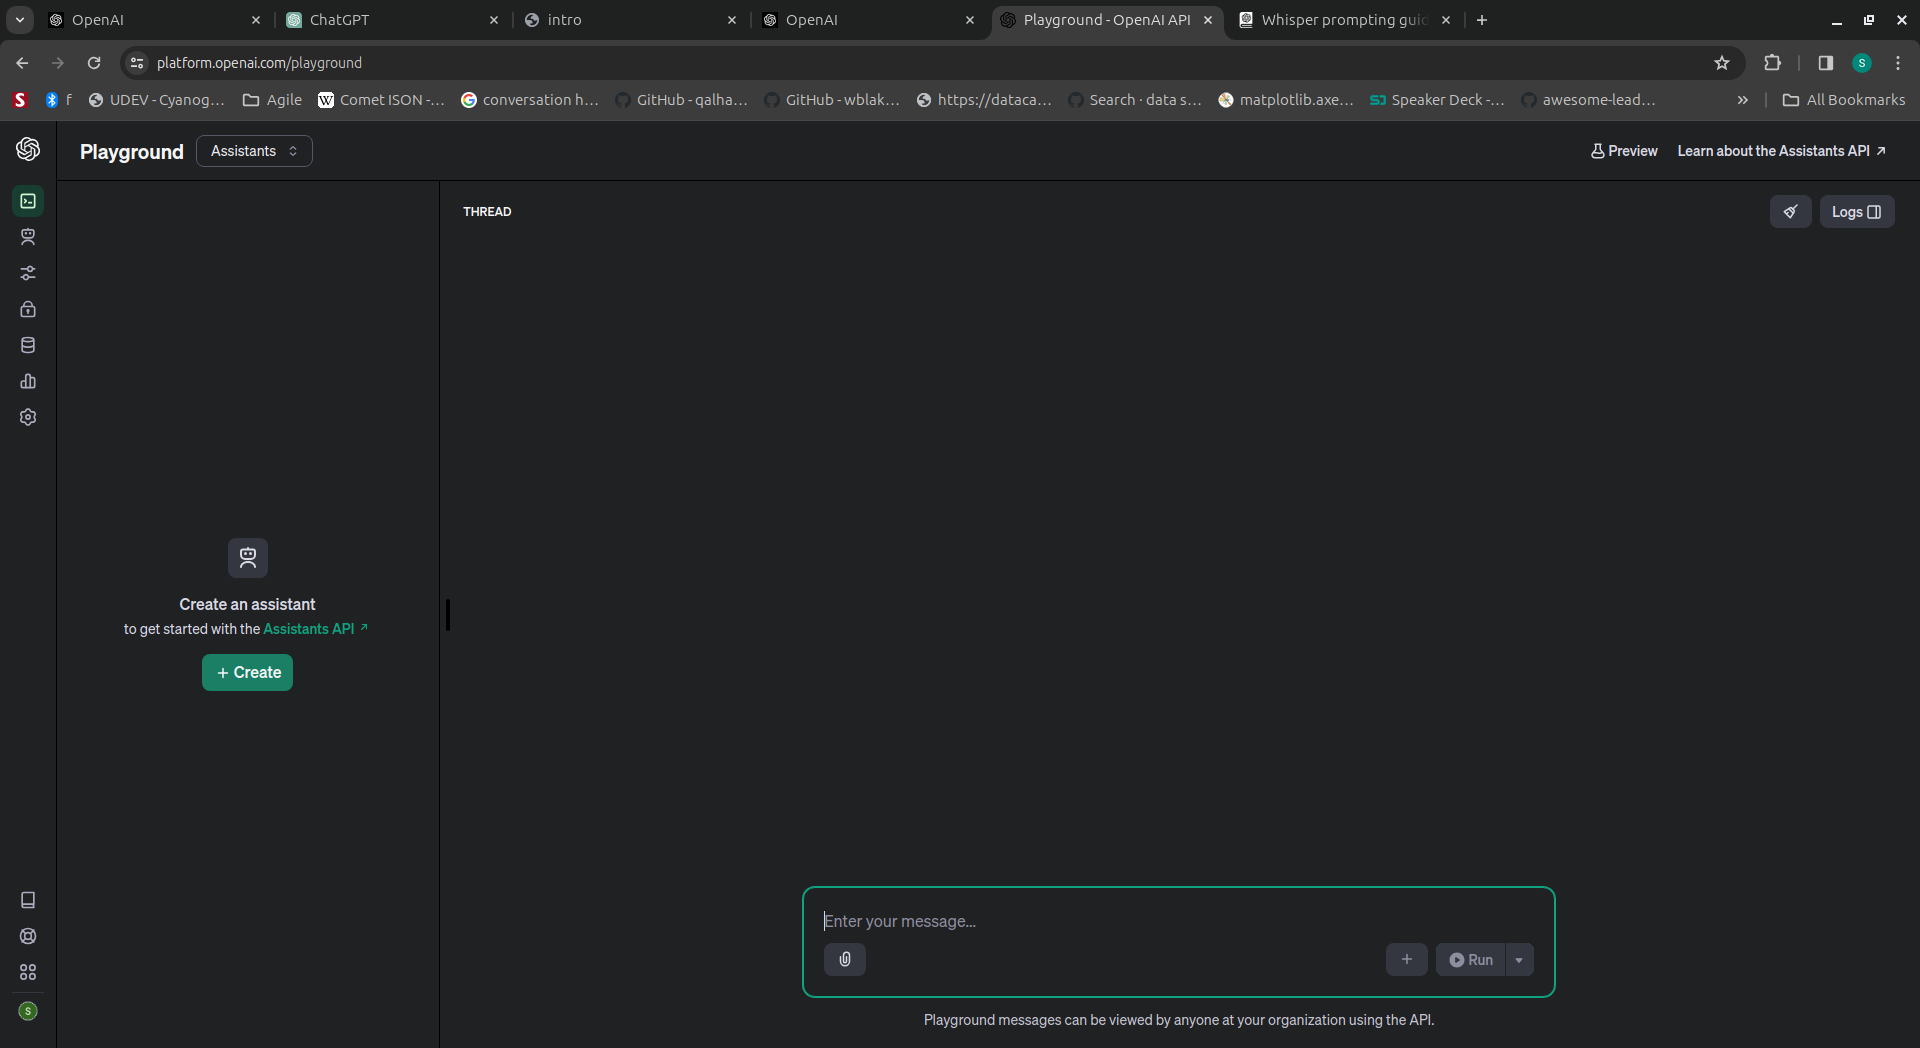 OpenAI
ChatGPT
intro
OpenAI
Playground - OpenAI API
Whisper prompting guid
platform.openai.com/playground
S
S
f
UDEV - Cyanog...
Agile
W
Comet ISON -...
conversation h...
GitHub - qalha...
GitHub - wblak...
https://dataca...
Search · data s...
matplotlib.axe...
Speaker Deck -...
awesome-lead...
All Bookmarks
Playground
Assistants
Preview
Learn about the Assistants API
THREAD
Logs
Create an assistant
to get started with the Assistants API
+ Create
Enter your message...
Run
Playground messages can be viewed by anyone at your organization using the API.
S